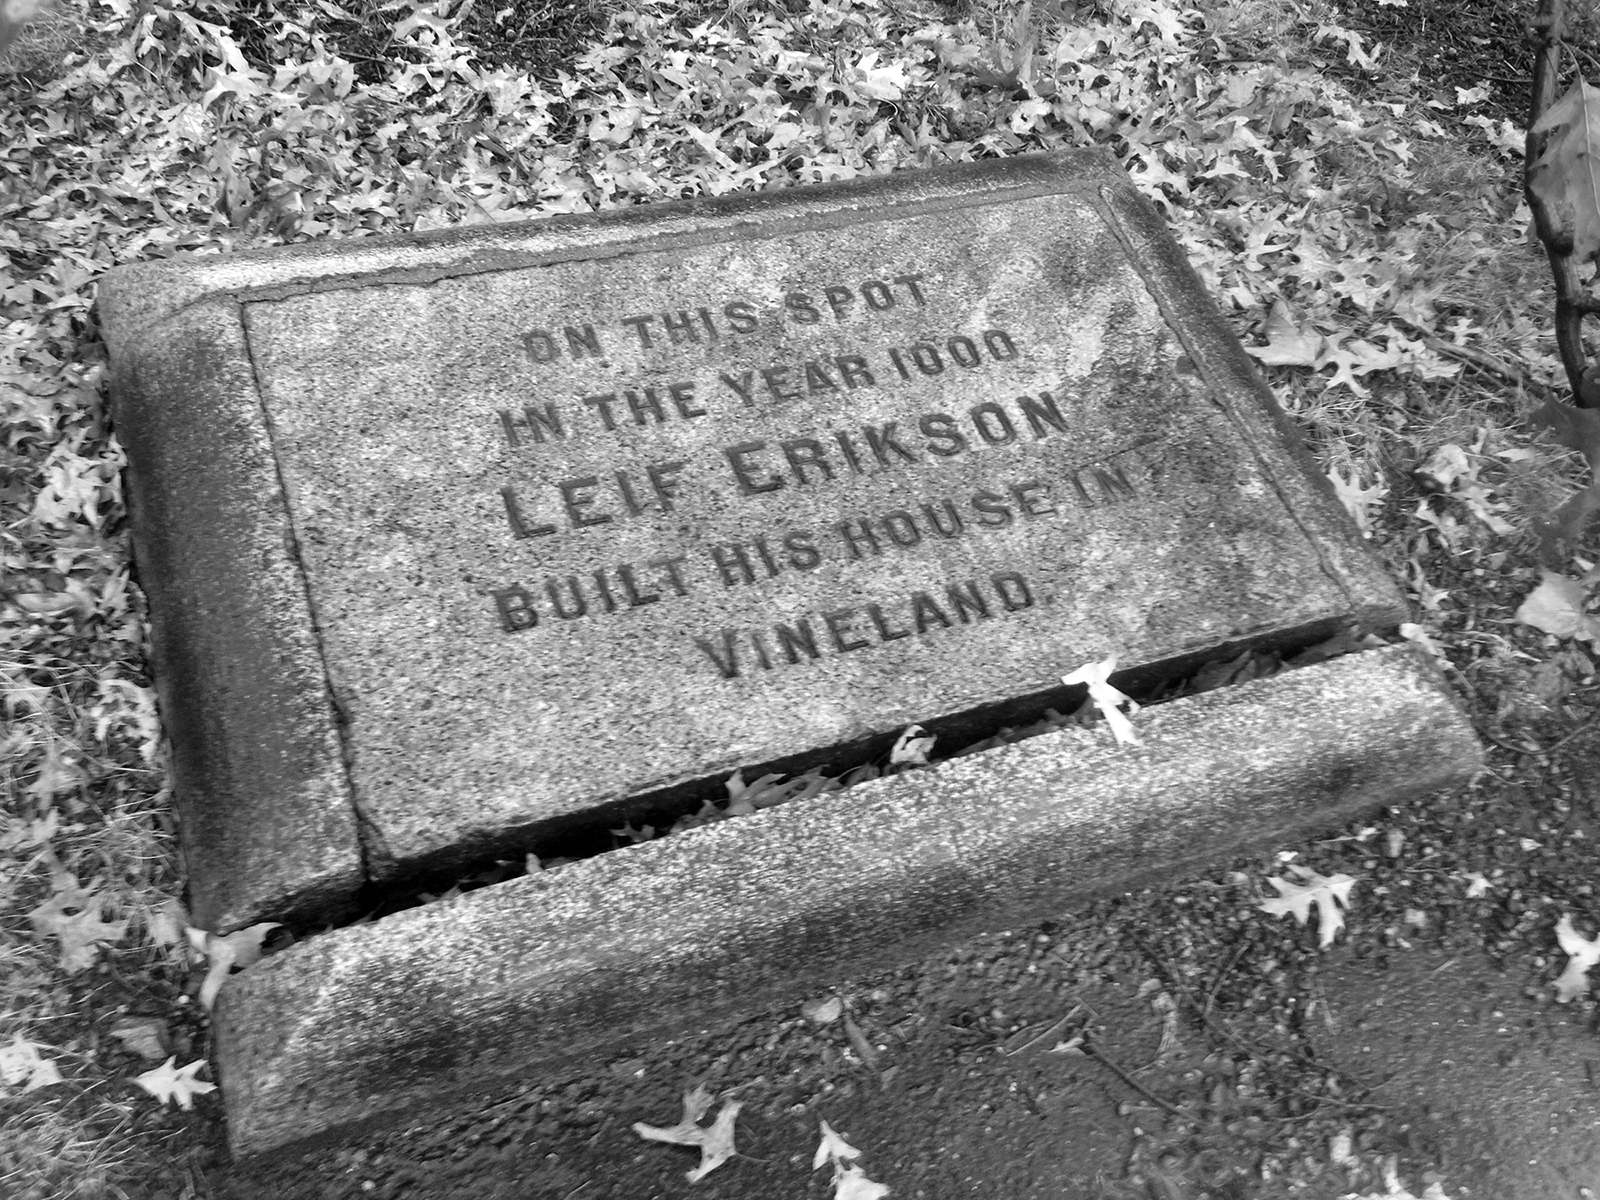 ON THIS SPOT
IN THE YEAR 1000
LEIF ERIKSON
BUILT HIS HOUSE IN
VINELAND